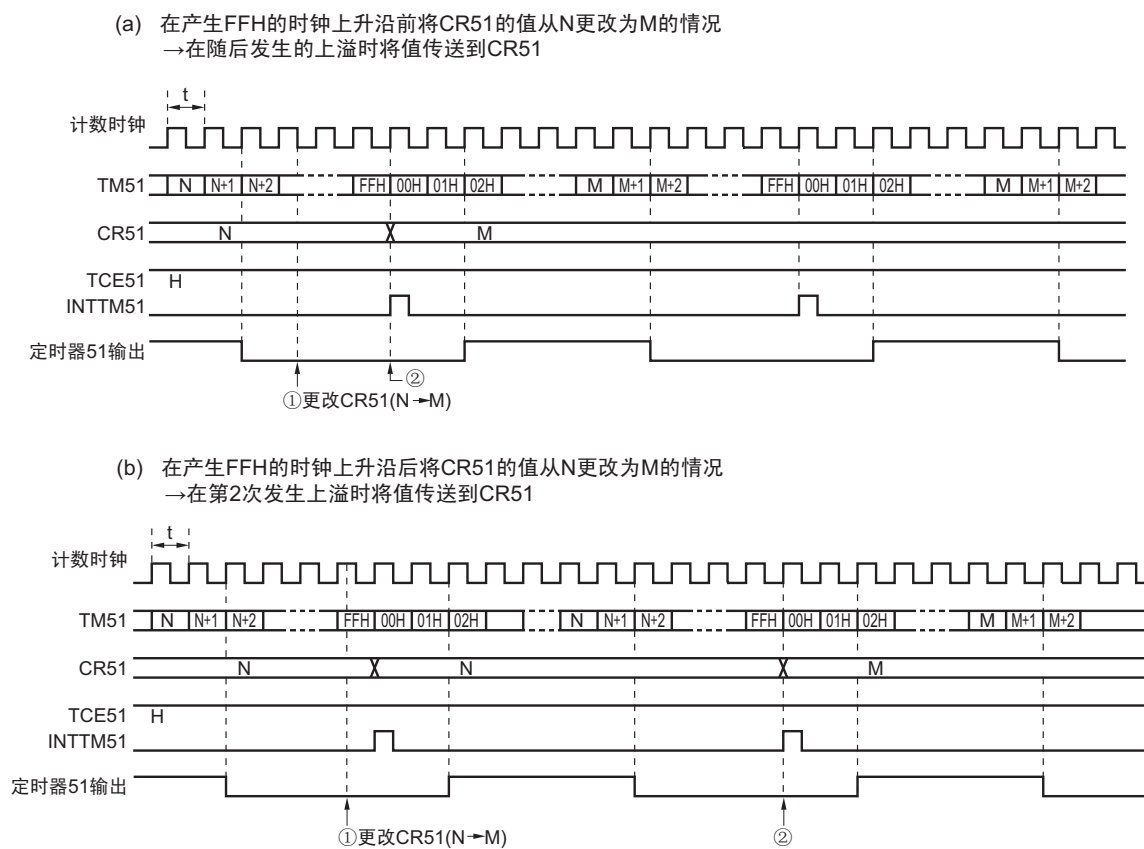 (a) 在产生FFH的时钟上升沿前将CR51的值从N更改为M的情况
→在随后发生的上溢时将值传送到CR51
t
计数时钟
TM51 N N+1 N+2 FFH 00H 01H 02H M M+1 M+2 FFH 00H 01H 02H M M+1 M+2
CR51 N M
TCE51 H
INTTM51
定时器51输出
②
①更改CR51(N→M)
(b) 在产生FFH的时钟上升沿后将CR51的值从N更改为M的情况
→在第2次发生上溢时将值传送到CR51
t
计数时钟
TM51 N N+1 N+2 FFH 00H 01H 02H N N+1 N+2 FFH 00H 01H 02H M M+1 M+2
CR51 N N M
TCE51 H
INTTM51
定时器51输出
①更改CR51(N→M) ②